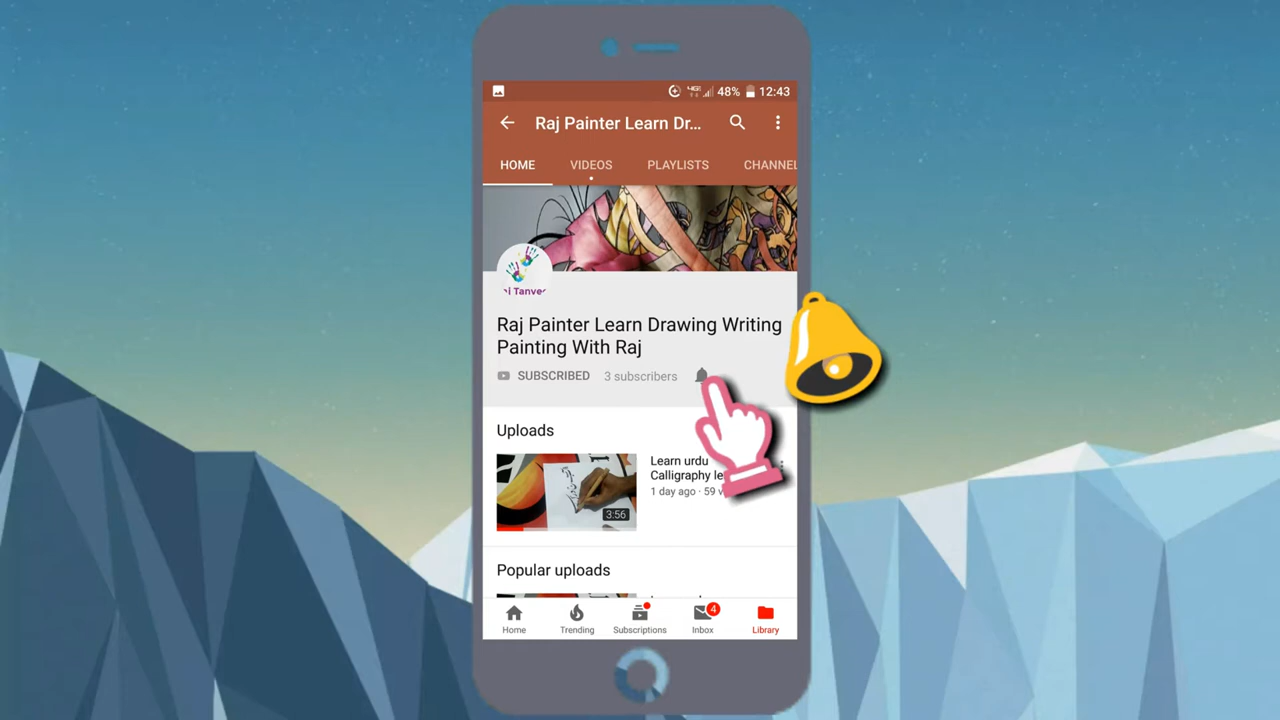 48% 12:43
Raj Painter Learn Dr...
HOME VIDEOS PLAYLISTS CHANNEL
Raj Painter Learn Drawing Writing
Painting With Raj
SUBSCRIBED 3 subscribers
Uploads
Learn urdu
Calligraphy le
1 day ago · 59 v
3:56
Popular uploads
Home Trending Subscriptions Inbox 4 Library